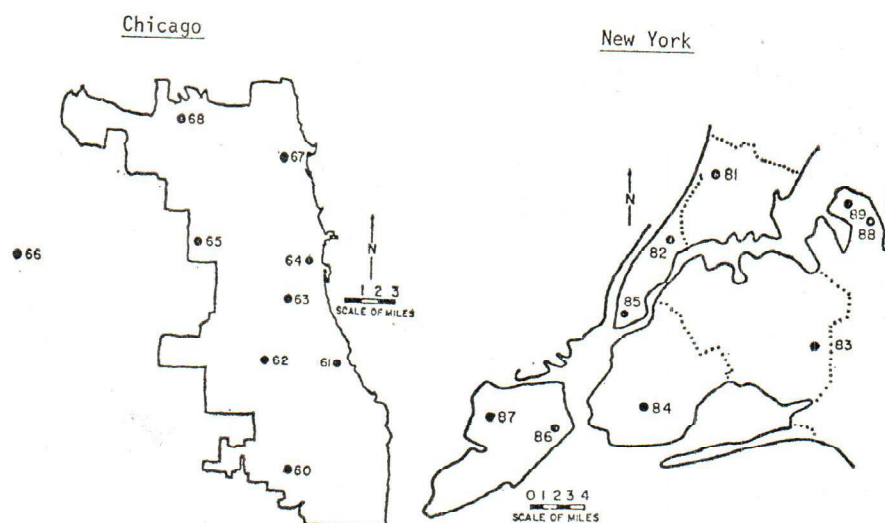 Chicago
68
67
65
66
64
63
62
61
60
N
1 2 3
SCALE OF MILES
New York
81
89
88
82
85
83
84
87
86
N
0 1 2 3 4
SCALE OF MILES